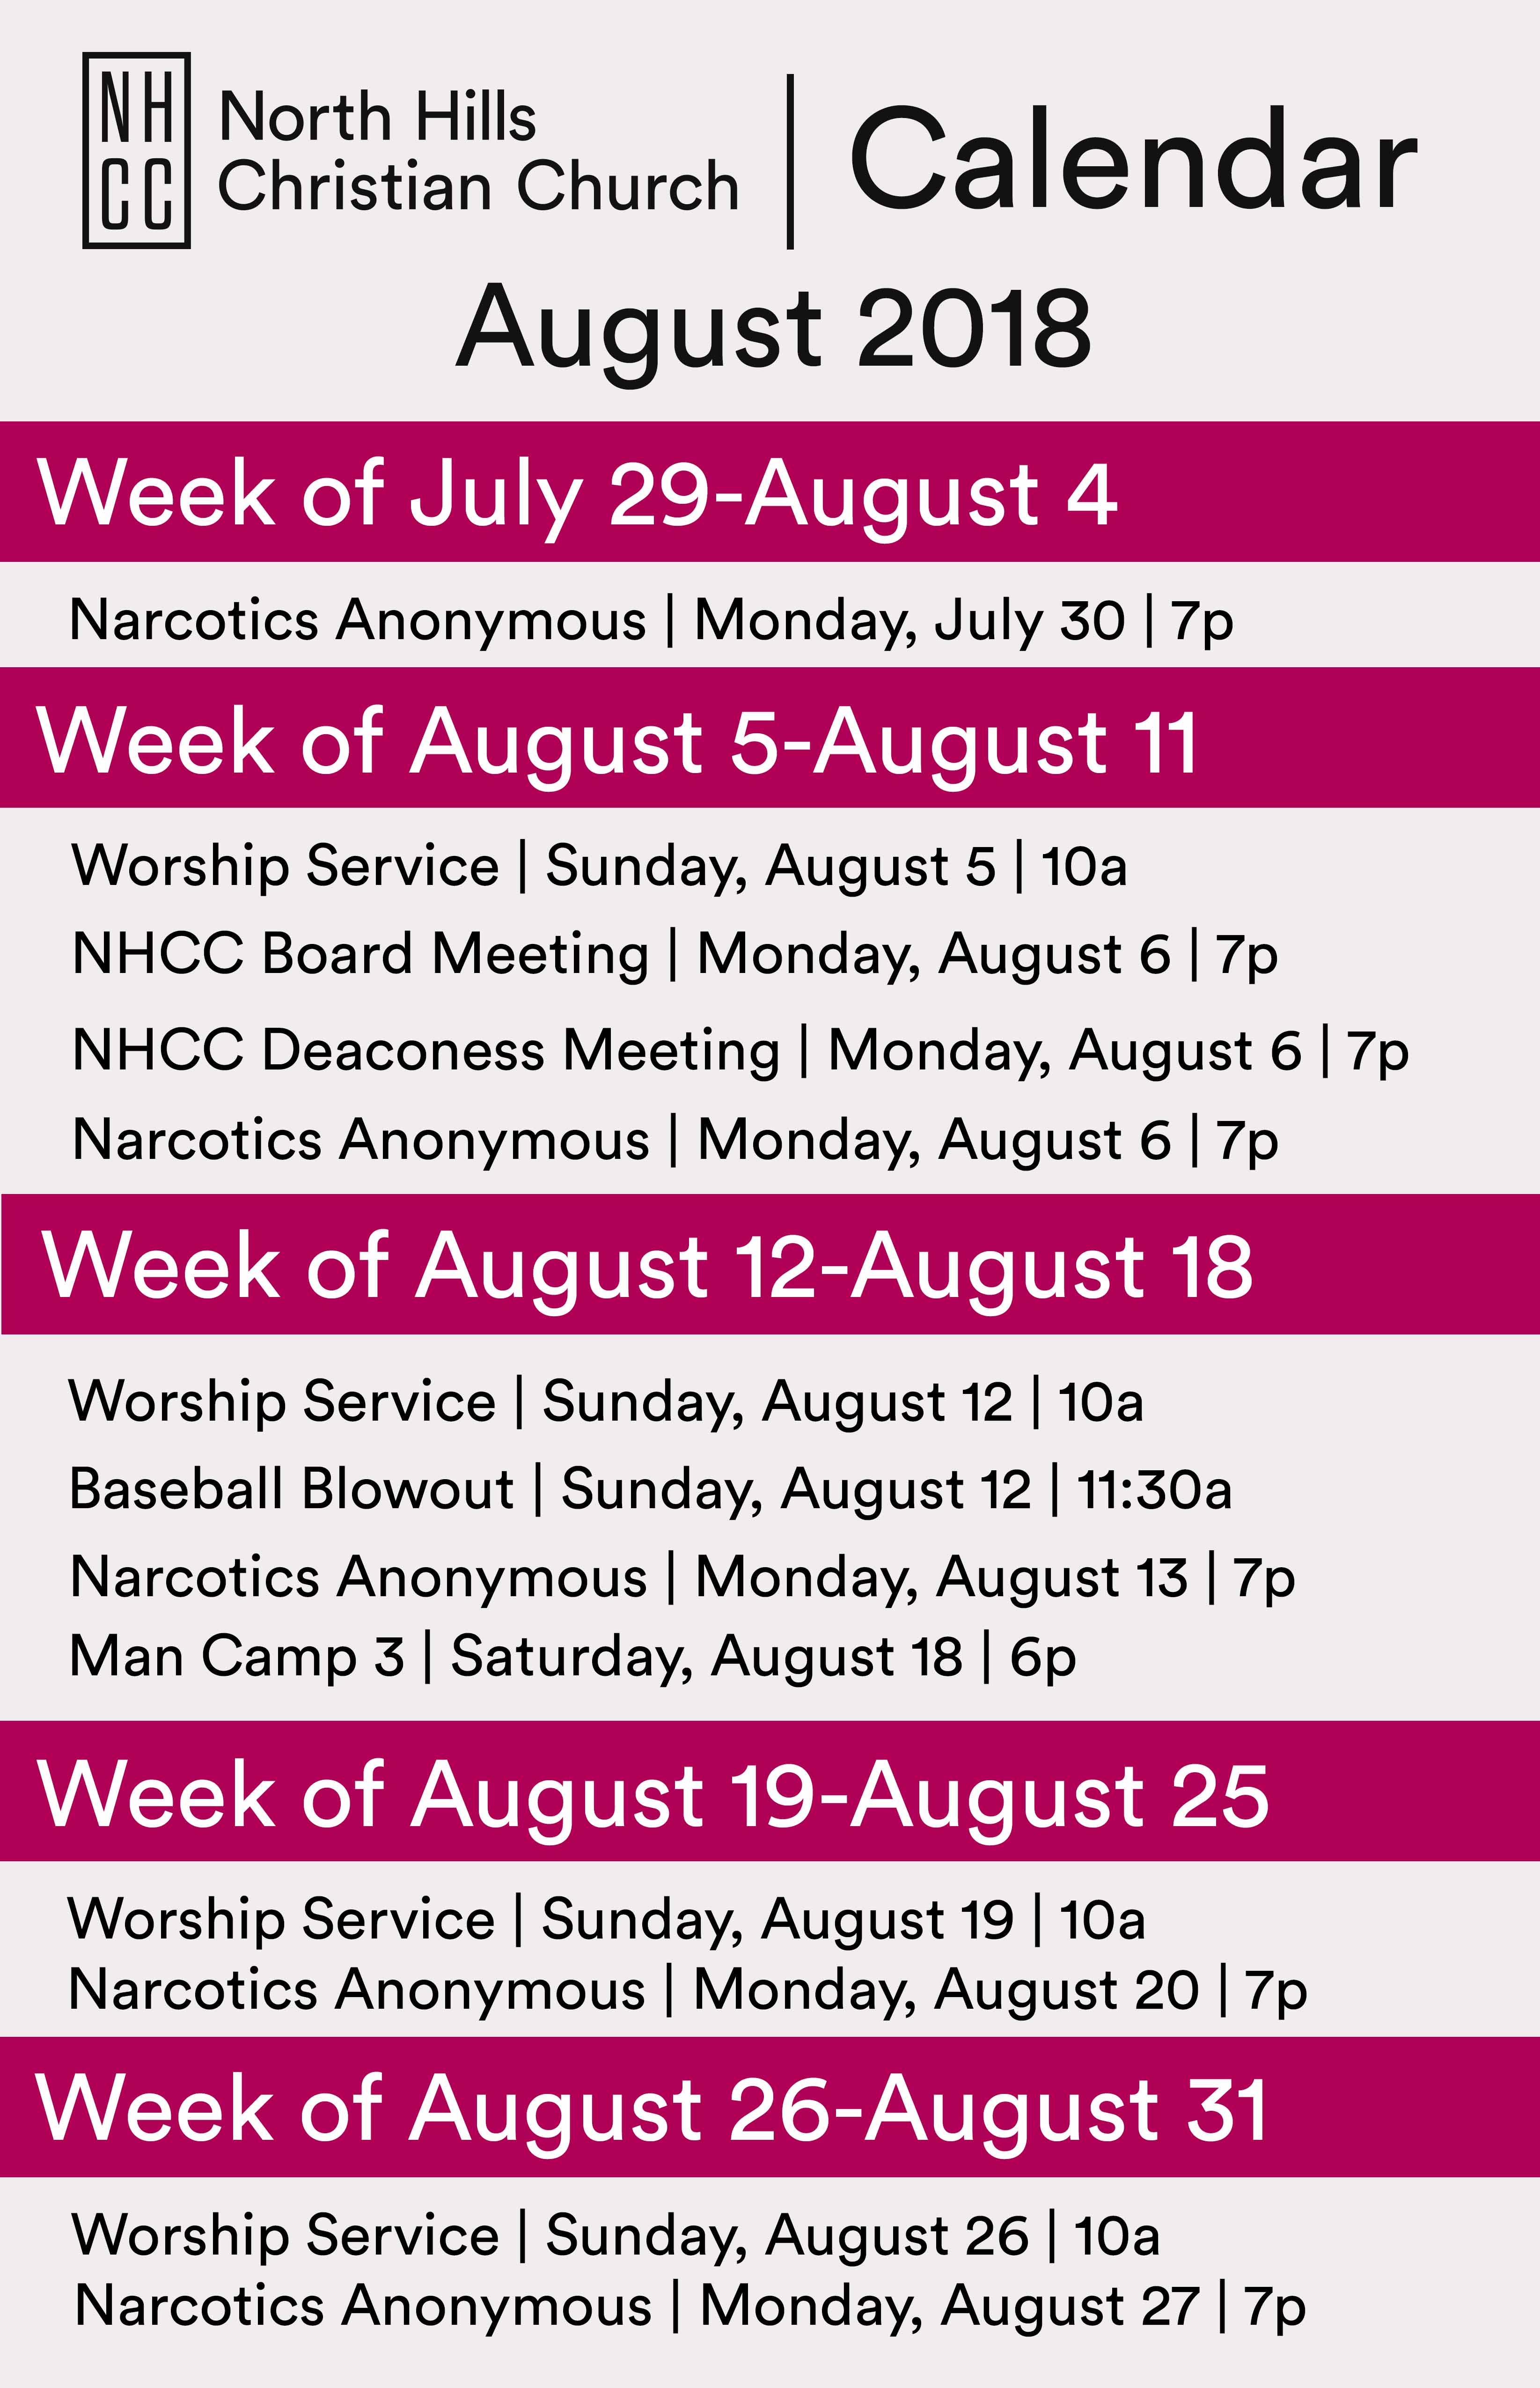 NH
CC
North Hills
Christian Church
Calendar
August 2018
Week of July 29-August 4
Narcotics Anonymous | Monday, July 30 | 7p
Week of August 5-August 11
Worship Service | Sunday, August 5 | 10a
NHCC Board Meeting | Monday, August 6 | 7p
NHCC Deaconess Meeting | Monday, August 6 | 7p
Narcotics Anonymous | Monday, August 6 | 7p
Week of August 12-August 18
Worship Service | Sunday, August 12 | 10a
Baseball Blowout | Sunday, August 12 | 11:30a
Narcotics Anonymous | Monday, August 13 | 7p
Man Camp 3 | Saturday, August 18 | 6p
Week of August 19-August 25
Worship Service | Sunday, August 19 | 10a
Narcotics Anonymous | Monday, August 20 | 7p
Week of August 26-August 31
Worship Service | Sunday, August 26 | 10a
Narcotics Anonymous | Monday, August 27 | 7p